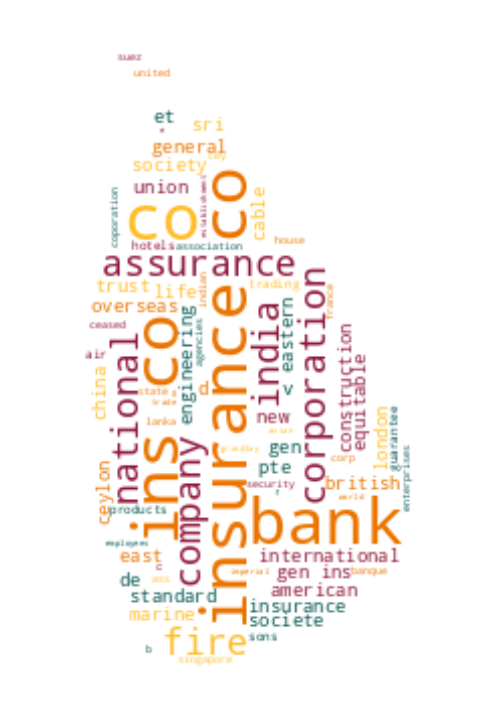 suez
united
et
sri
general
society
union
establishment
co
co
cable
coporation
hotels
association
house
assurance
trust
life
indian
trading
france
overseas
ceased
engineering
agencies
eastern
india
corporation
air
national
ins co
insurance
construction
equitable
china
state
trade
d
v
new
lanka
london
guarantee
asian
gen
company
grindlay
pte
corp
enterprises
ceylon
security
british
world
products
bank
employees
east
international
c
de
ass
imperial
gen ins
banque
american
standard
insurance
marine
societe
fire
sons
b
singapore